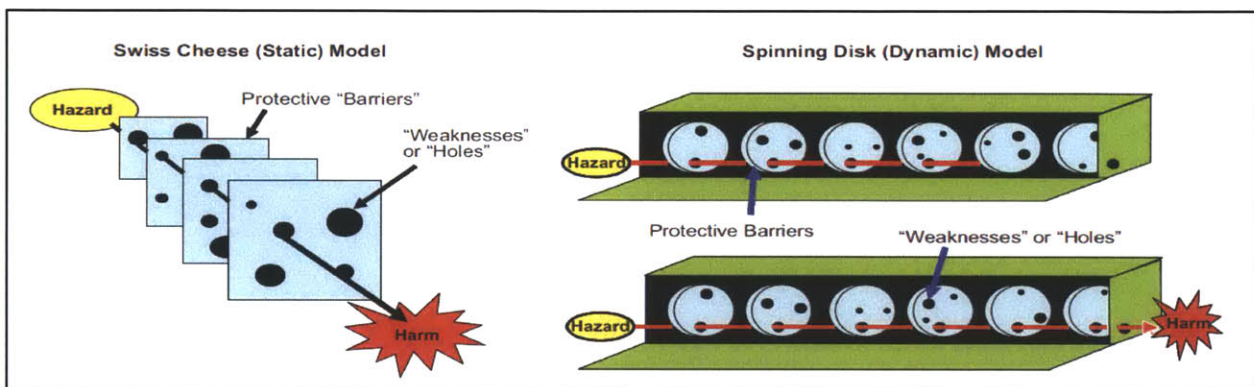 Swiss Cheese (Static) Model
Hazard
Protective "Barriers"
"Weaknesses"
or "Holes"
Harm
Spinning Disk (Dynamic) Model
Hazard
Protective Barriers
"Weaknesses" or "Holes"
Hazard
Harm